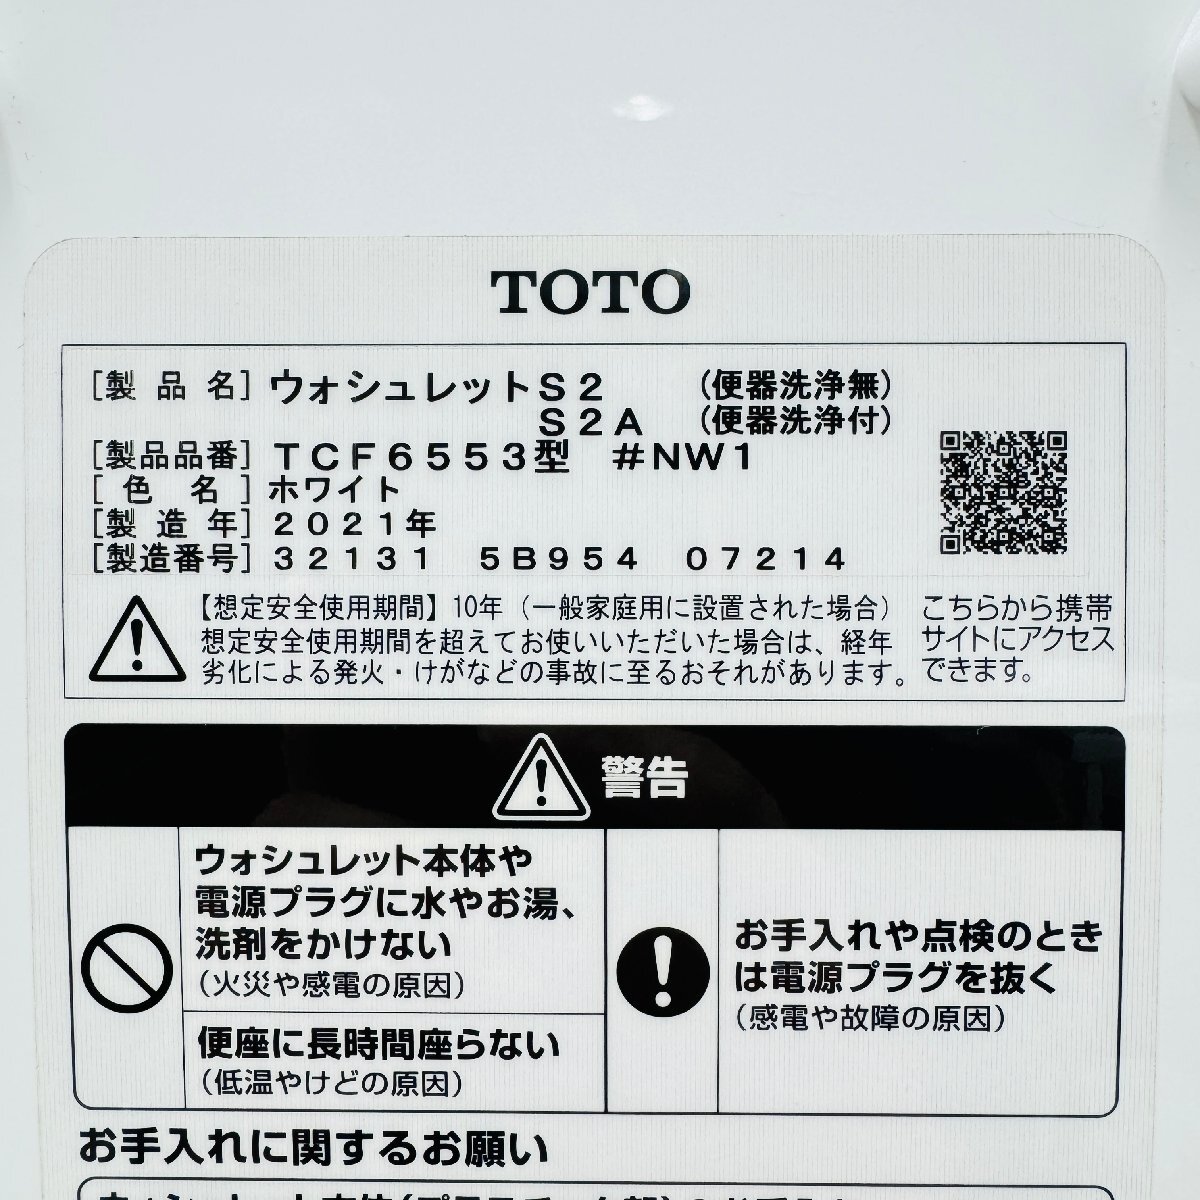 TOTO
[製品名] ウォシュレットS2 (便器洗浄無)
S2A (便器洗浄付)
[製品品番] TCF6553型 #NW1
[色名] ホワイト
[製造年] 2021年
[製造番号] 32131 5B954 07214
【想定安全使用期間】10年(一般家庭用に設置された場合)
想定安全使用期間を超えてお使いいただいた場合は、経年
劣化による発火・けがなどの事故に至るおそれがあります。
こちらから携帯
サイトにアクセス
できます。
警告
ウォシュレット本体や
電源プラグに水やお湯、
洗剤をかけない
(火災や感電の原因)
便座に長時間座らない
(低温やけどの原因)
お手入れや点検のとき
は電源プラグを抜く
(感電や故障の原因)
お手入れに関するお願い